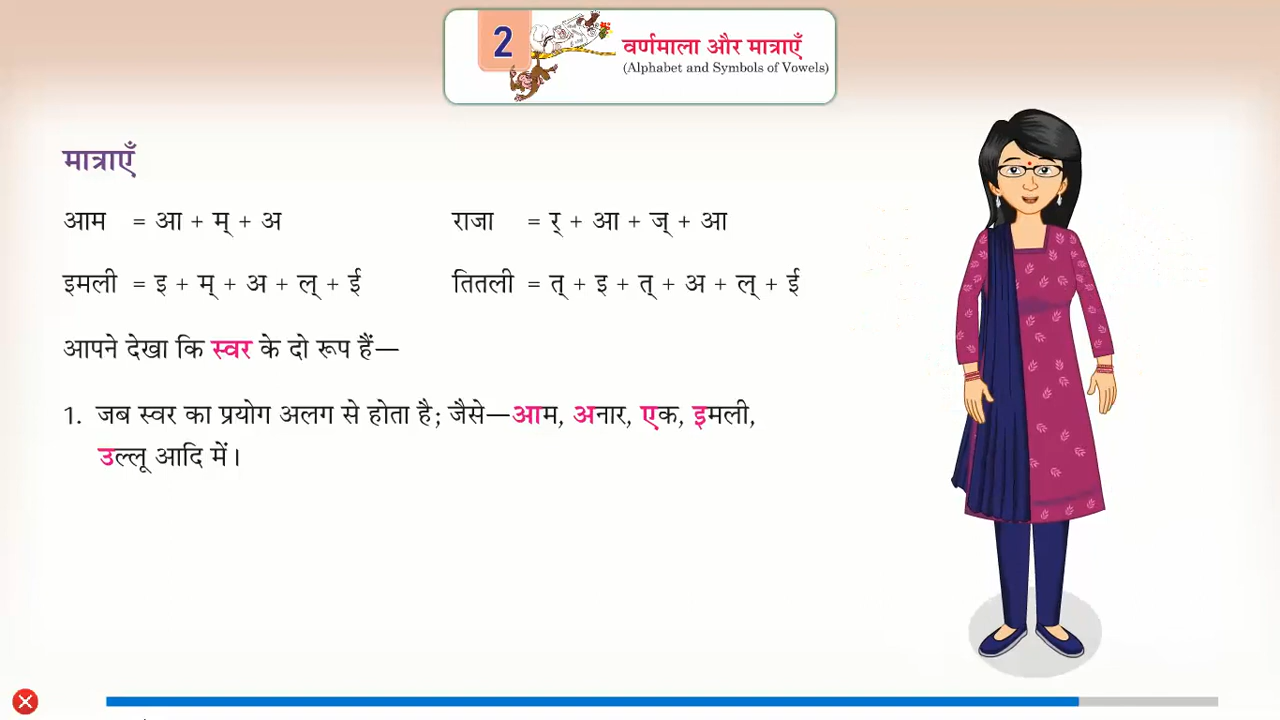 2
वर्णमाला और मात्राएँ
(Alphabet and Symbols of Vowels)
मात्राएँ
आम = आ + म् + अ
राजा = र् + आ + ज् + आ
इमली = इ + म् + अ + ल् + ई
तितली = त् + इ + त् + अ + ल् + ई
आपने देखा कि स्वर के दो रूप हैं—
1. जब स्वर का प्रयोग अलग से होता है; जैसे—आम, अनार, एक, इमली,
उल्लू आदि में।